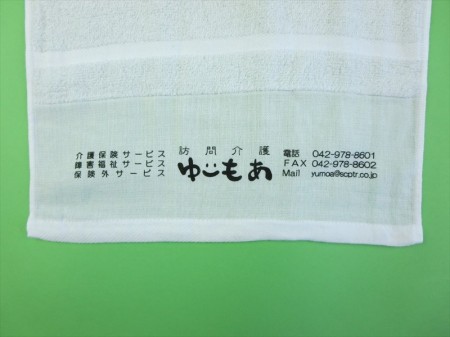 介護保険サービス
障害福祉サービス
保険外サービス
訪問介護
ゆーもあ
電話 042-978-8601
FAX 042-978-8602
Mail yumoa@scptr.co.jp